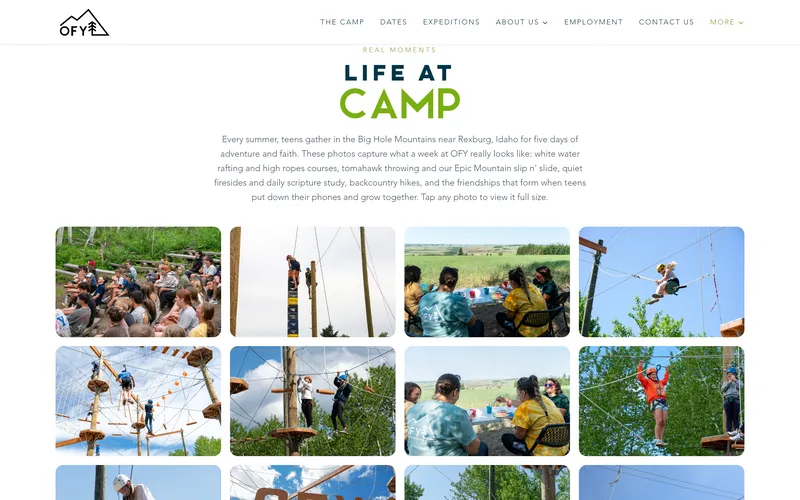 OFY
THE CAMP DATES EXPEDITIONS ABOUT US EMPLOYMENT CONTACT US MORE
REAL MOMENTS
LIFE AT
CAMP
Every summer, teens gather in the Big Hole Mountains near Rexburg, Idaho for five days of
adventure and faith. These photos capture what a week at OFY really looks like: white water
rafting and high ropes courses, tomahawk throwing and our Epic Mountain slip n' slide, quiet
firesides and daily scripture study, backcountry hikes, and the friendships that form when teens
put down their phones and grow together. Tap any photo to view it full size.
OFY
OFY